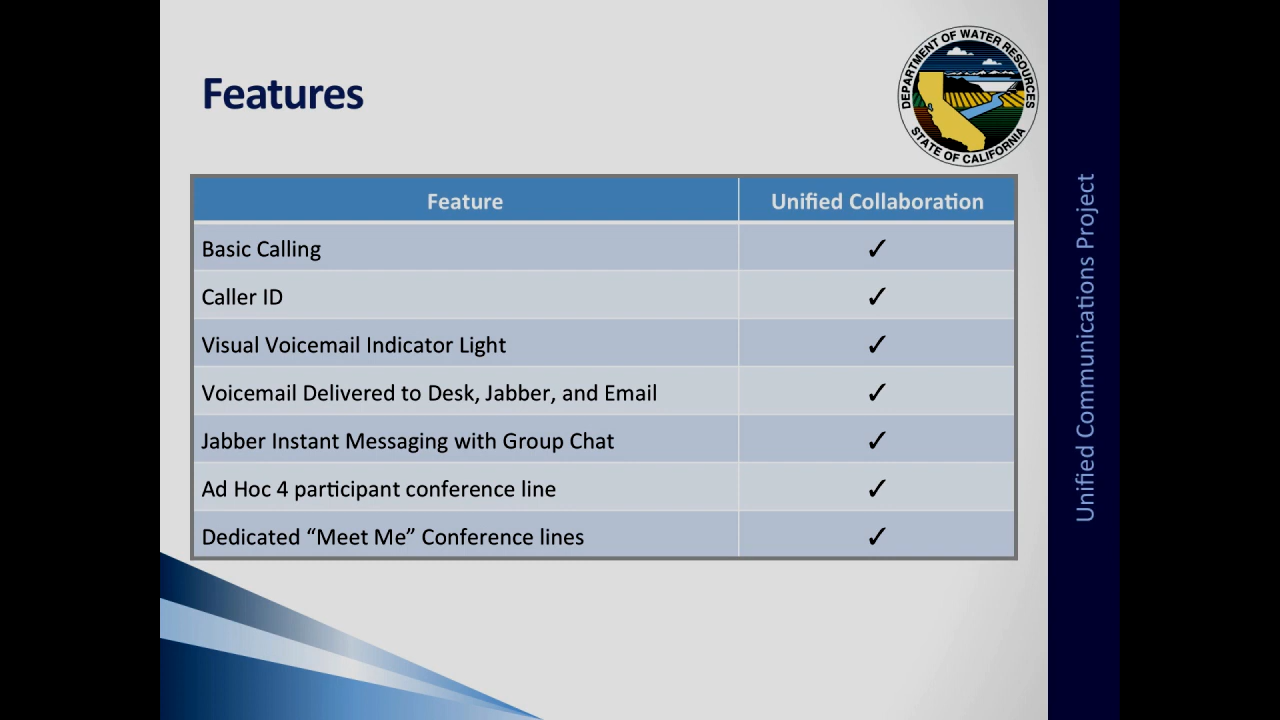 Features
DEPARTMENT OF WATER RESOURCES
STATE OF CALIFORNIA
Feature
Unified Collaboration
Basic Calling
✓
Caller ID
✓
Visual Voicemail Indicator Light
✓
Voicemail Delivered to Desk, Jabber, and Email
✓
Jabber Instant Messaging with Group Chat
✓
Ad Hoc 4 participant conference line
✓
Dedicated “Meet Me” Conference lines
✓
Unified Communications Project